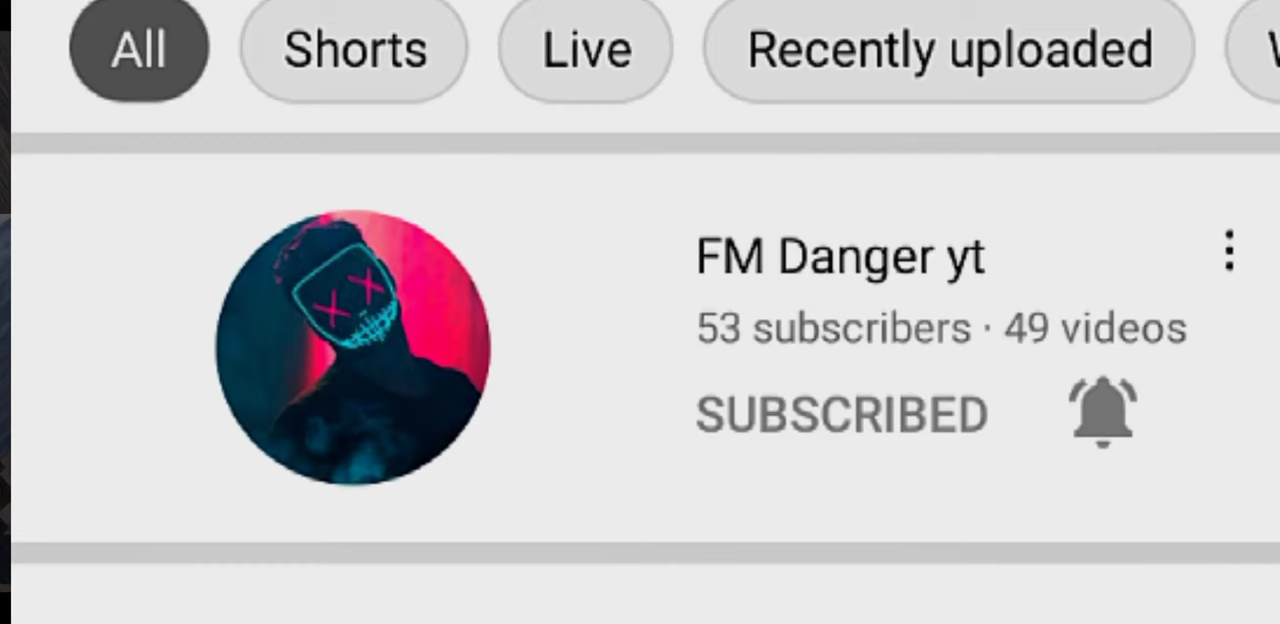 All Shorts Live Recently uploaded
FM Danger yt
53 subscribers · 49 videos
SUBSCRIBED